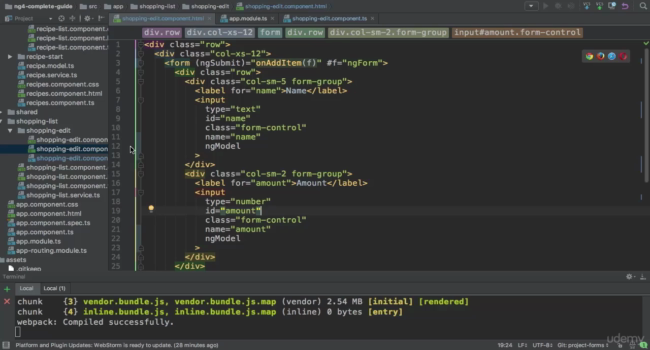 ng4-complete-guide src app shopping-list shopping-edit shopping-edit.component.html
shopping-edit.component.html app.module.ts shopping-edit.component.ts
div.row div.col-xs-12 form div.row div.col-sm-2.form-group input#amount.form-control
recipe-list.compone
recipe-list.compone
recipe-list.compone
recipe-start
recipe.model.ts
recipe.service.ts
recipes.component.css
recipes.component.html
recipes.component.ts
shared
shopping-list
shopping-edit
shopping-edit.compon
shopping-edit.compon
shopping-edit.compon
shopping-list.component.c
shopping-list.component
shopping-list.component.t
shopping-list.service.ts
app.component.css
app.component.html
app.component.spec.ts
app.component.ts
app.module.ts
app-routing.module.ts
assets
.gitkeep
1 <div class="row">
2 <div class="col-xs-12">
3 <form (ngSubmit)="onAddItem(f)" #f="ngForm">
4 <div class="row">
5 <div class="col-sm-5 form-group">
6 <label for="name">Name</label>
7 <input
8 type="text"
9 id="name"
10 class="form-control"
11 name="name"
12 ngModel
13 >
14 </div>
15 <div class="col-sm-2 form-group">
16 <label for="amount">Amount</label>
17 <input
18 type="number"
19 id="amount"
20 class="form-control"
21 name="amount"
22 ngModel
23 >
24 </div>
25 </div>
Terminal
Local Local (1)
chunk {3} vendor.bundle.js, vendor.bundle.js.map (vendor) 2.54 MB [initial] [rendered]
chunk {4} inline.bundle.js, inline.bundle.js.map (inline) 0 bytes [entry]
webpack: Compiled successfully.
udemy
Platform and Plugin Updates: WebStorm is ready to update. (28 minutes ago) 19:24 LF÷ UTF-8÷ Git: project-forms÷